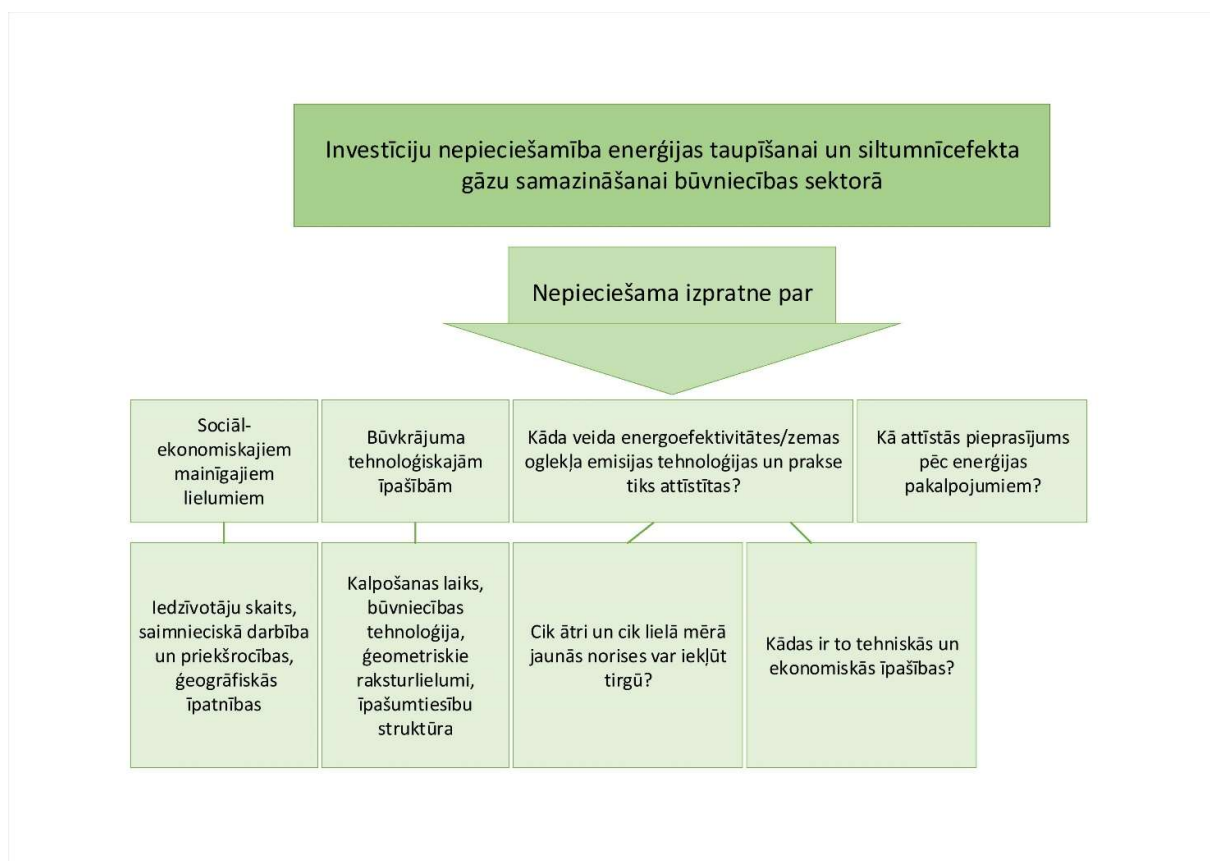 Investīciju nepieciešamība enerģijas taupīšanai un siltumnīcefekta
gāzu samazināšanai būvniecības sektorā
Nepieciešama izpratne par
Sociāl-
ekonomiskajiem
mainīgajiem
lielumiem
Būvkrājuma
tehnoloģiskajām
īpašībām
Kāda veida energoefektivitātes/zemas
oglekļa emisijas tehnoloģijas un prakse
tiks attīstītas?
Kā attīstās pieprasījums
pēc enerģijas
pakalpojumiem?
Iedzīvotāju skaits,
saimnieciskā darbība
un priekšrocības,
ģeogrāfiskās
īpatnības
Kalpošanas laiks,
būvniecības
tehnoloģija,
ģeometriskie
raksturlielumi,
īpašumtiesību
struktūra
Cik ātri un cik lielā mērā
jaunās norises var iekļūt
tirgū?
Kādas ir to tehniskās un
ekonomiskās īpašības?